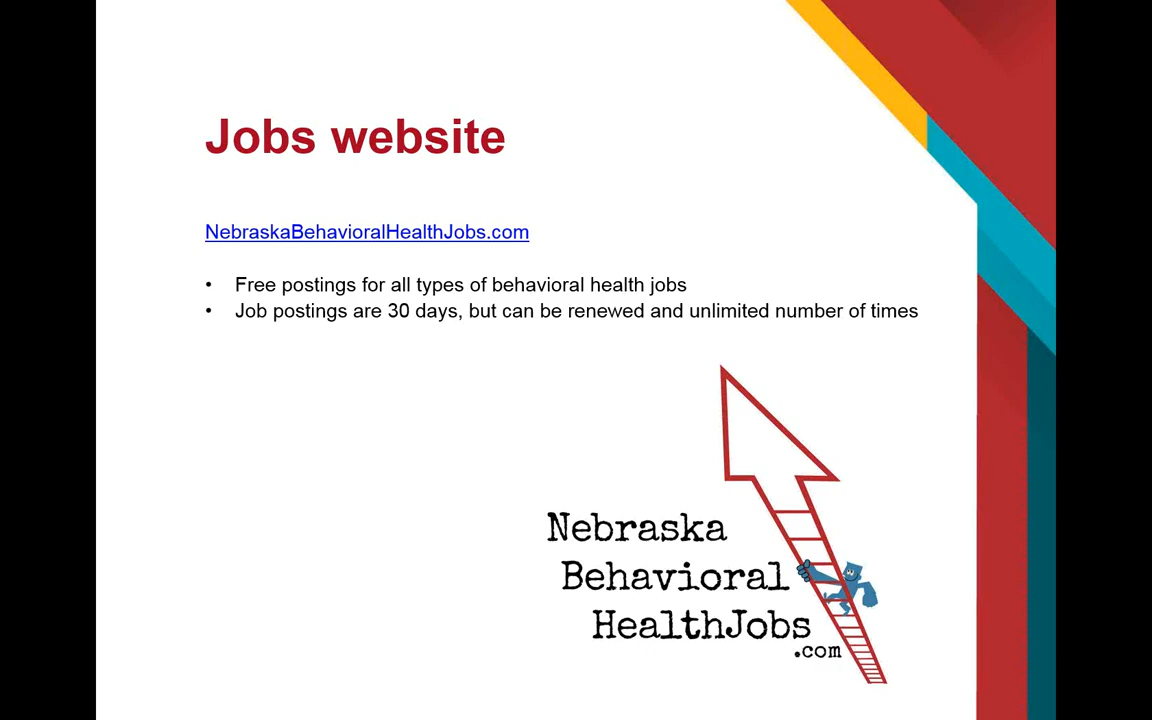 Jobs website
NebraskaBehavioralHealthJobs.com
• Free postings for all types of behavioral health jobs
• Job postings are 30 days, but can be renewed and unlimited number of times
Nebraska
Behavioral
HealthJobs
.com